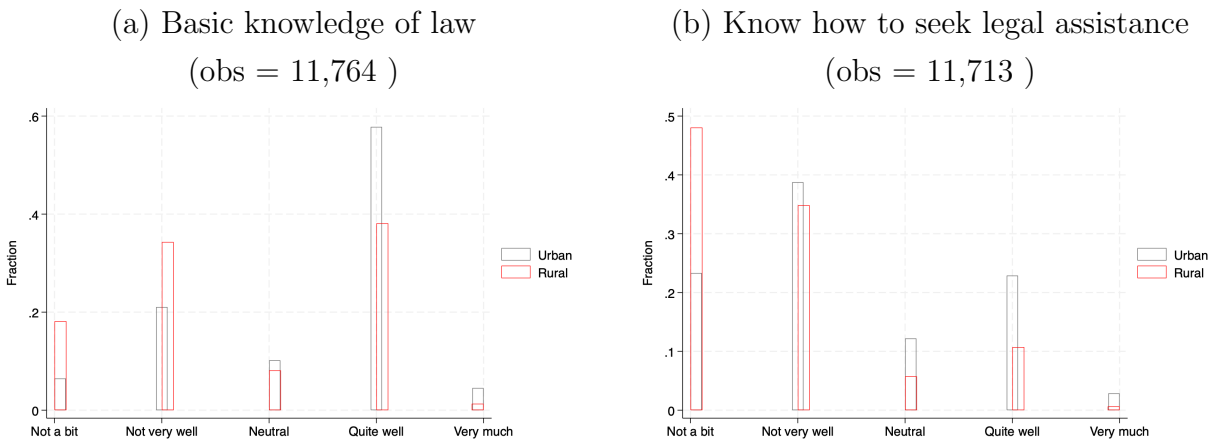 (a) Basic knowledge of law
(obs = 11,764 )
.6
.4
.2
0
Fraction
Not a bit
Not very well
Neutral
Quite well
Very much
Urban
Rural
(b) Know how to seek legal assistance
(obs = 11,713 )
.5
.4
.3
.2
.1
0
Fraction
Not a bit
Not very well
Neutral
Quite well
Very much
Urban
Rural